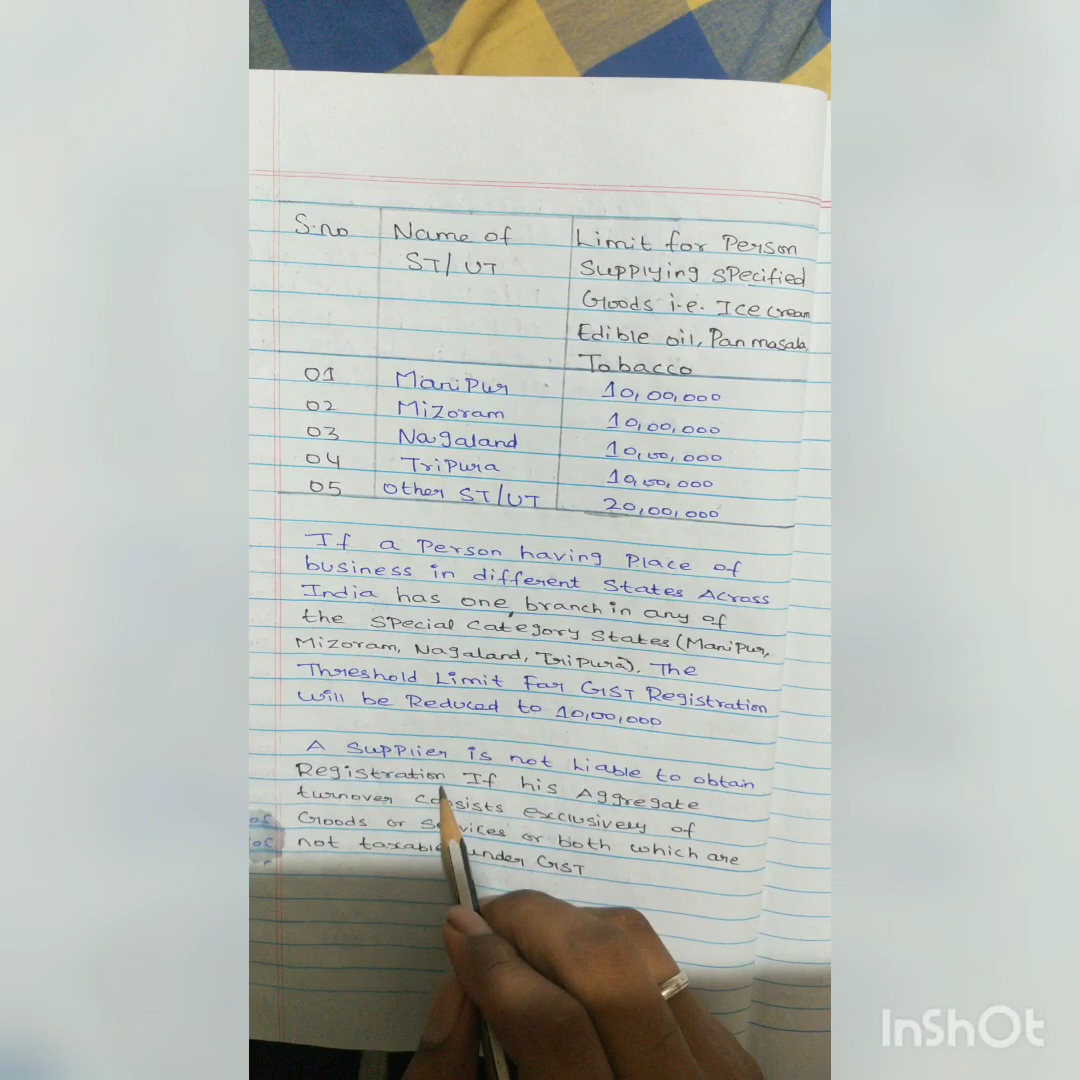 S.no Name of ST/UT Limit for Person
Supplying Specified
Goods i.e. Ice cream
Edible oil, Pan masala,
Tobacco
01 Manipur 10,00,000
02 Mizoram 10,00,000
03 Nagaland 10,00,000
04 Tripura 10,00,000
05 Other ST/UT 20,00,000
If a Person having Place of
business in different States Across
India has one branch in any of
the Special Category States (Manipur,
Mizoram, Nagaland, Tripura). The
Threshold Limit For GST Registration
will be Reduced to 10,00,000
A Supplier is not Liable to obtain
Registration If his Aggregate
turnover consists exclusively of
Goods or Services or both which are
not taxable under GST
InShOt